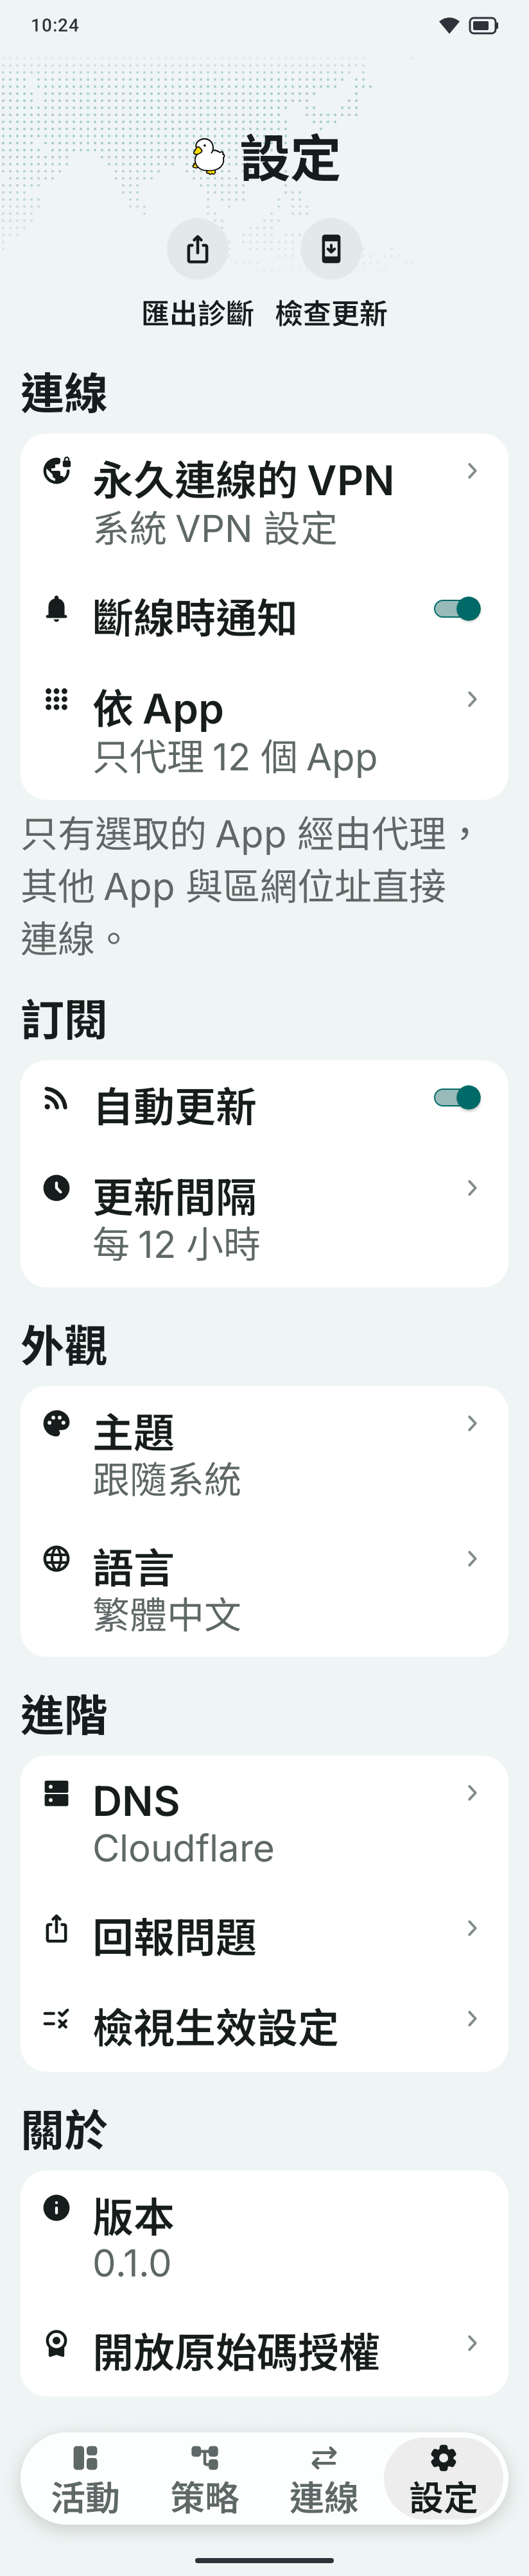 10:24
設定
匯出診斷
檢查更新
連線
永久連線的 VPN
系統 VPN 設定
斷線時通知
依 App
只代理 12 個 App
只有選取的 App 經由代理，
其他 App 與區網位址直接
連線。
訂閱
自動更新
更新間隔
每 12 小時
外觀
主題
跟隨系統
語言
繁體中文
進階
DNS
Cloudflare
回報問題
檢視生效設定
關於
版本
0.1.0
開放原始碼授權
活動
策略
連線
設定